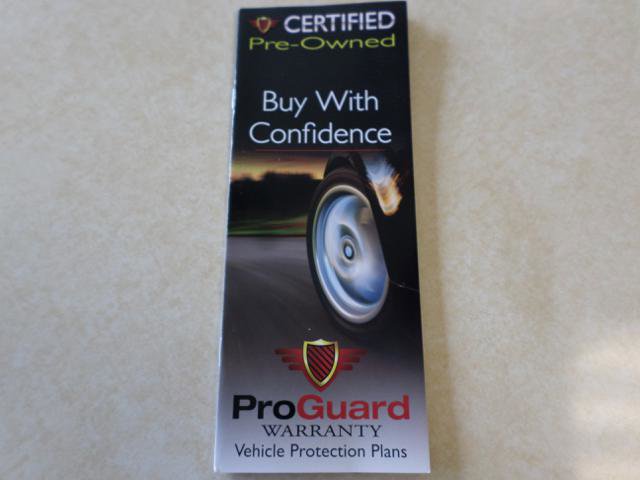 CERTIFIED
Pre-Owned
Buy With
Confidence
ProGuard
WARRANTY
Vehicle Protection Plans